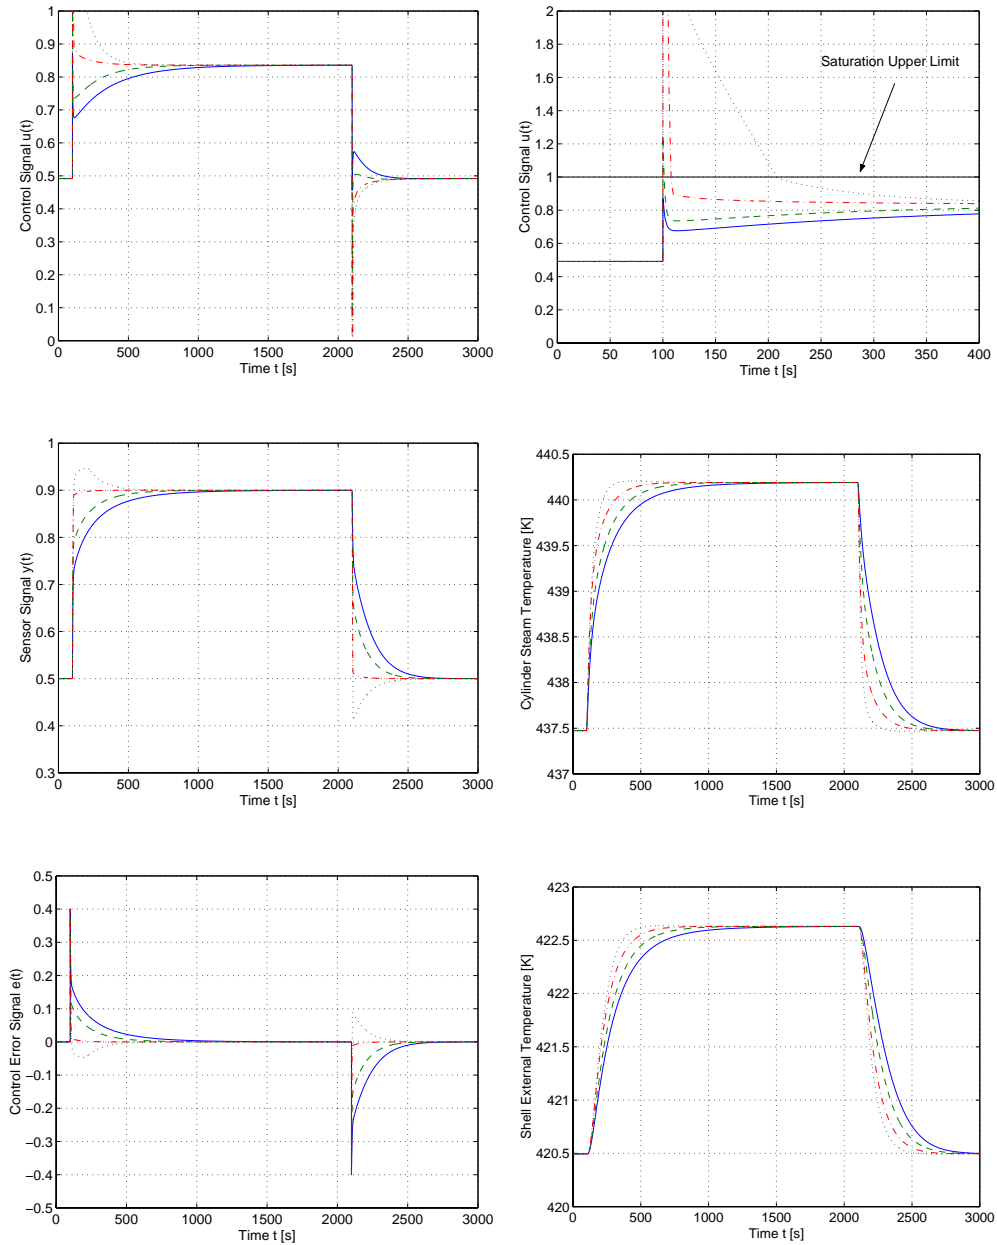 1
0.9
0.8
0.7
0.6
0.5
0.4
0.3
0.2
0.1
0
0 500 1000 1500 2000 2500 3000
Time t [s]
Control Signal u(t)
2
1.8
1.6
1.4
1.2
1
0.8
0.6
0.4
0.2
0
0 50 100 150 200 250 300 350 400
Time t [s]
Control Signal u(t)
Saturation Upper Limit
1
0.9
0.8
0.7
0.6
0.5
0.4
0.3
0 500 1000 1500 2000 2500 3000
Time t [s]
Sensor Signal y(t)
440.5
440
439.5
439
438.5
438
437.5
437
0 500 1000 1500 2000 2500 3000
Time t [s]
Cylinder Steam Temperature [K]
0.5
0.4
0.3
0.2
0.1
0
−0.1
−0.2
−0.3
−0.4
−0.5
0 500 1000 1500 2000 2500 3000
Time t [s]
Control Error Signal e(t)
423
422.5
422
421.5
421
420.5
420
0 500 1000 1500 2000 2500 3000
Time t [s]
Shell External Temperature [K]